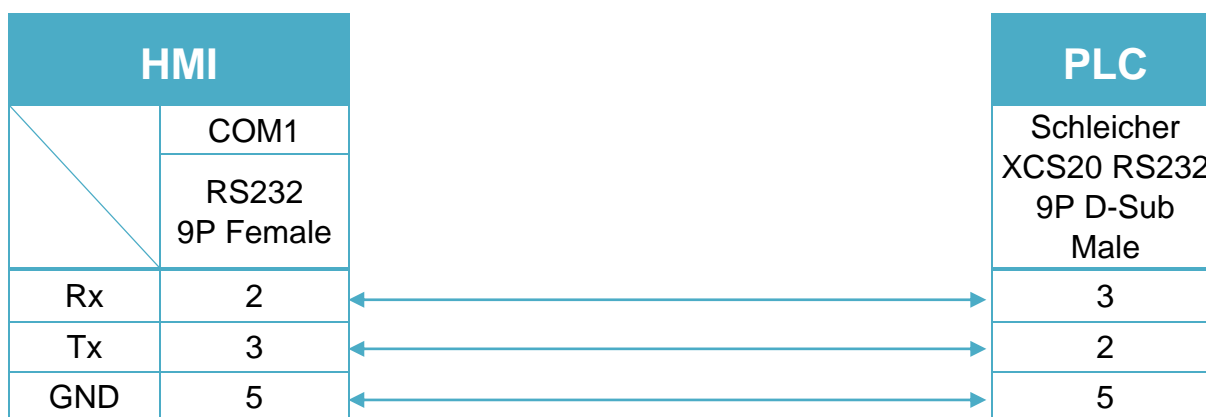 HMI
PLC
COM1
RS232
9P Female
Schleicher
XCS20 RS232
9P D-Sub
Male
Rx 2 3
Tx 3 2
GND 5 5